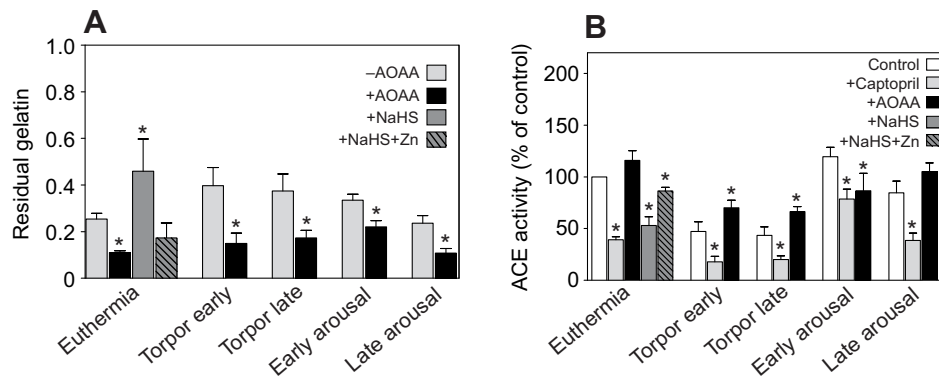 A
Residual gelatin
1.0
0.8
0.6
0.4
0.2
0
–AOAA
+AOAA
+NaHS
+NaHS+Zn
*
*
*
*
*
*
Euthermia
Torpor early
Torpor late
Early arousal
Late arousal
B
ACE activity (% of control)
200
150
100
50
0
Control
+Captopril
+AOAA
+NaHS
+NaHS+Zn
*
*
*
*
*
*
*
*
*
*
Euthermia
Torpor early
Torpor late
Early arousal
Late arousal